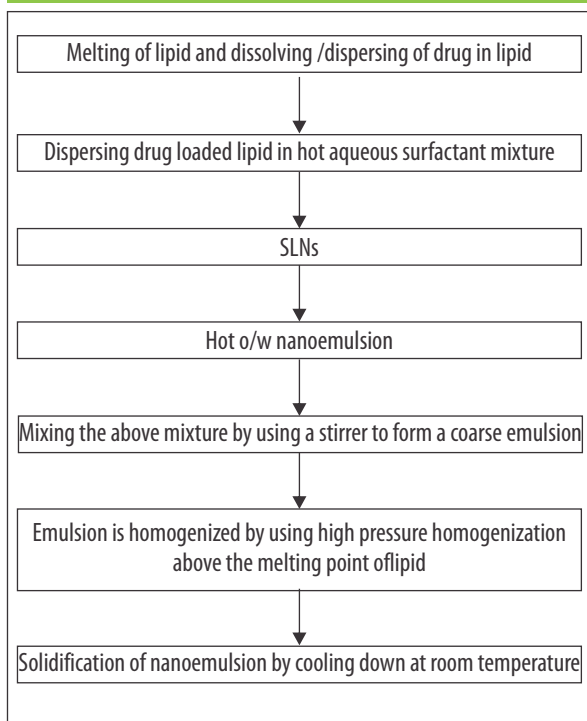 Melting of lipid and dissolving /dispersing of drug in lipid
Dispersing drug loaded lipid in hot aqueous surfactant mixture
SLNs
Hot o/w nanoemulsion
Mixing the above mixture by using a stirrer to form a coarse emulsion
Emulsion is homogenized by using high pressure homogenization
above the melting point oflipid
Solidification of nanoemulsion by cooling down at room temperature